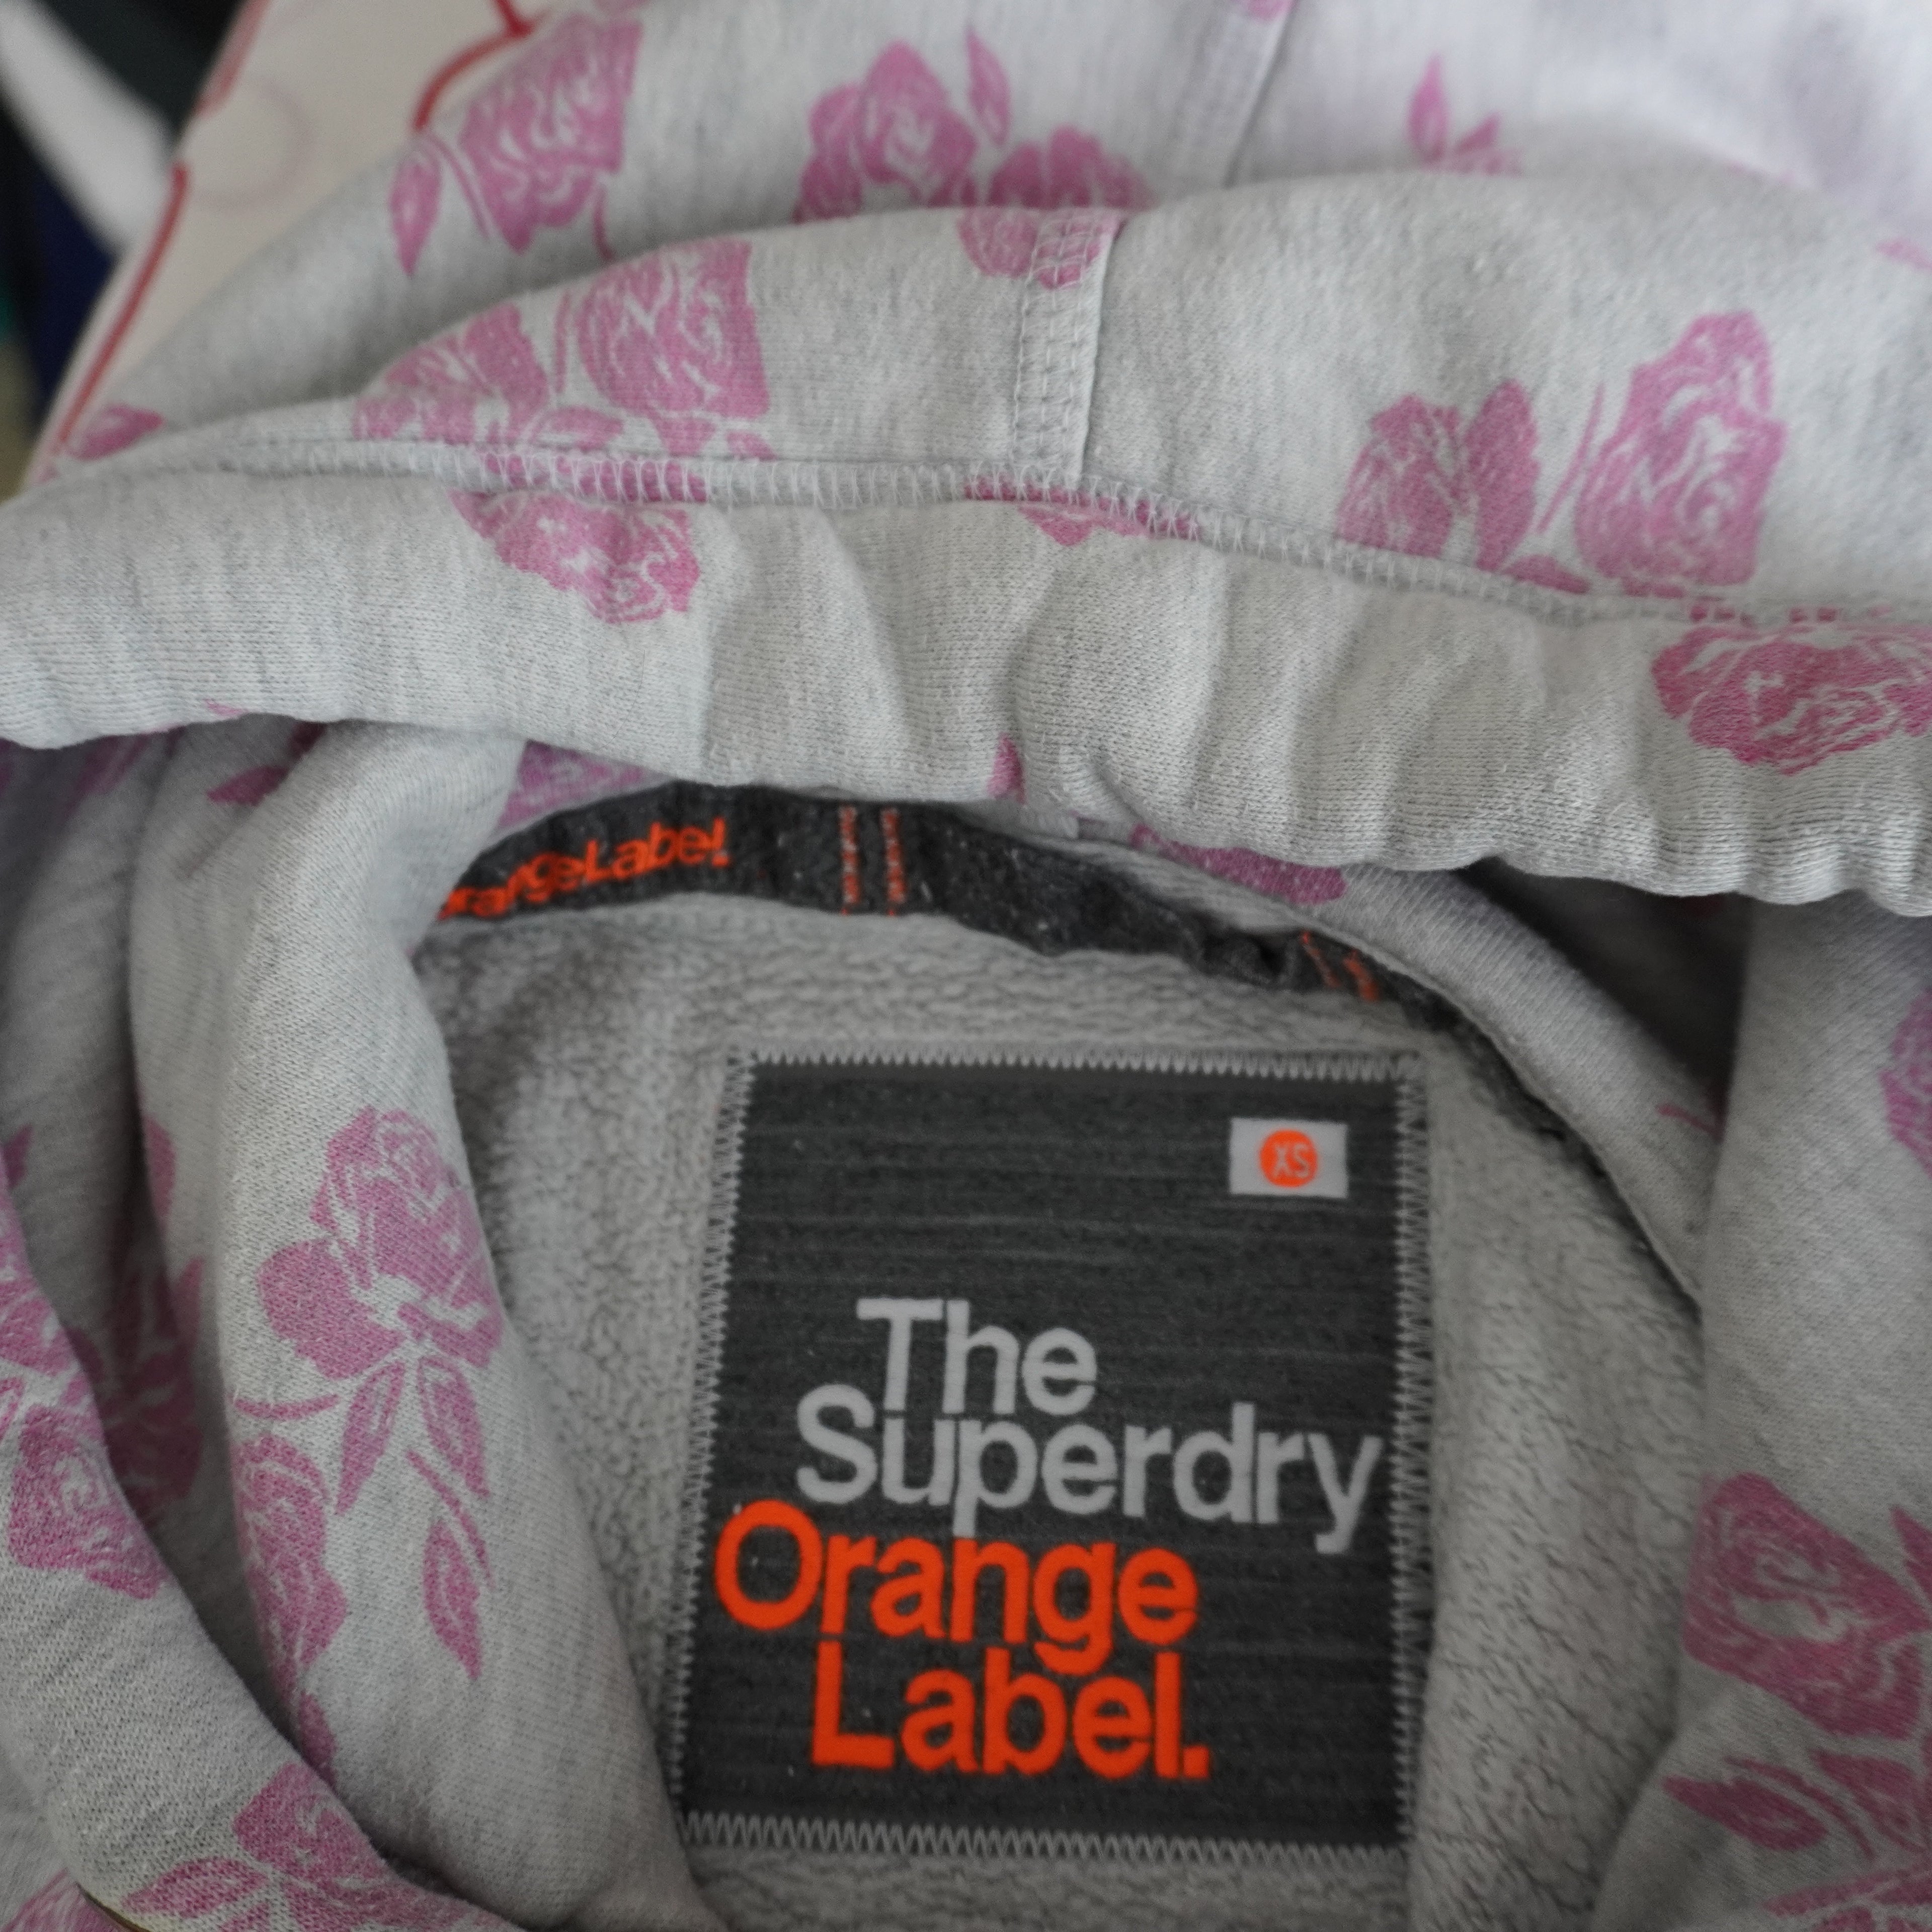 OrangeLabel.
XS
The
Superdry
Orange
Label.